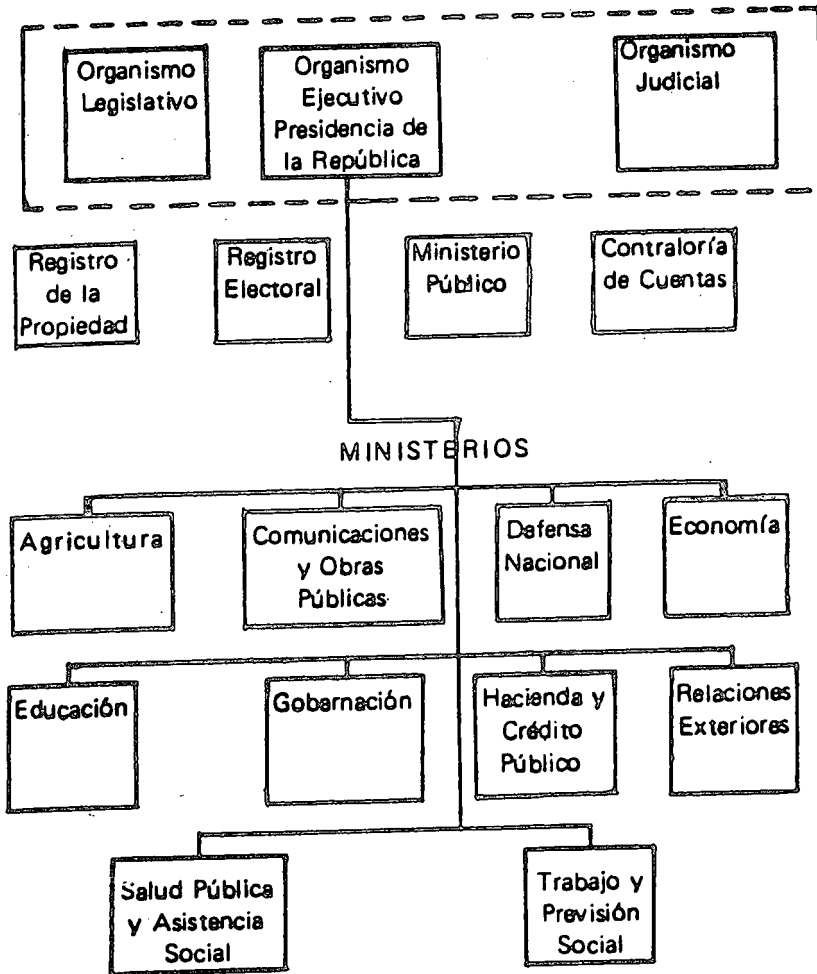 Organismo
Legislativo
Organismo
Ejecutivo
Presidencia de
la República
Organismo
Judicial
Registro
de la
Propiedad
Registro
Electoral
Ministerio
Público
Contraloría
de Cuentas
MINISTERIOS
Agricultura
Comunicaciones
y Obras
Públicas
Defensa
Nacional
Economía
Educación
Gobernación
Hacienda y
Crédito
Público
Relaciones
Exteriores
Salud Pública
y Asistencia
Social
Trabajo y
Previsión
Social